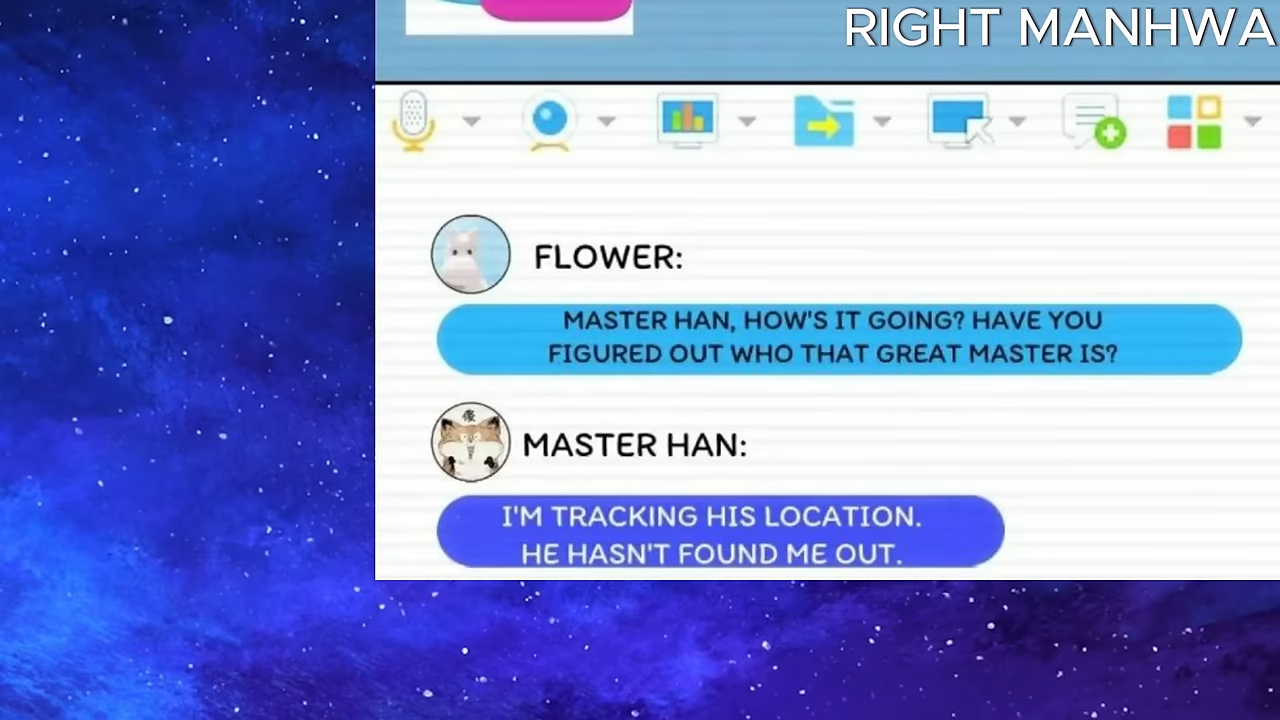 RIGHT MANHWA
FLOWER:
MASTER HAN, HOW'S IT GOING? HAVE YOU
FIGURED OUT WHO THAT GREAT MASTER IS?
MASTER HAN:
I'M TRACKING HIS LOCATION.
HE HASN'T FOUND ME OUT.